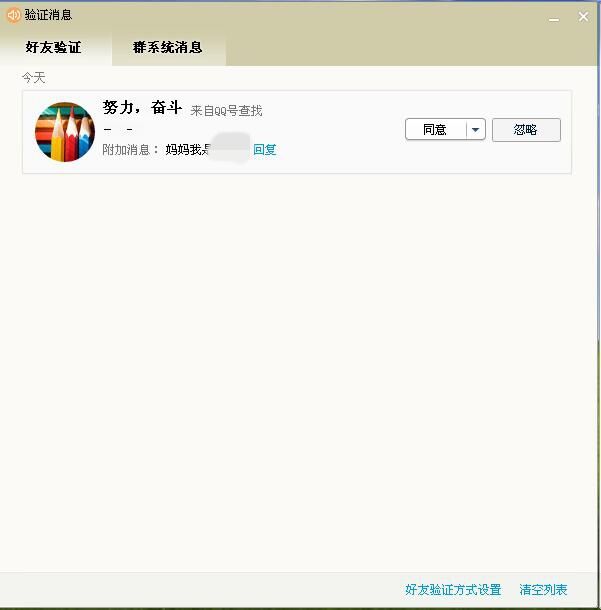 验证消息
好友验证 群系统消息
今天
努力，奋斗 来自QQ号查找
- -
同意 忽略
附加消息： 妈妈我是 回复
好友验证方式设置 清空列表